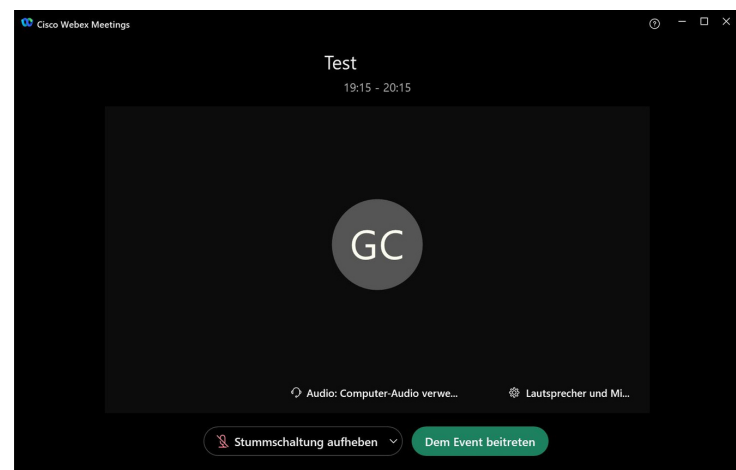 Cisco Webex Meetings
Test
19:15 - 20:15
GC
Audio: Computer-Audio verwe...
Lautsprecher und Mi...
Stummschaltung aufheben
Dem Event beitreten